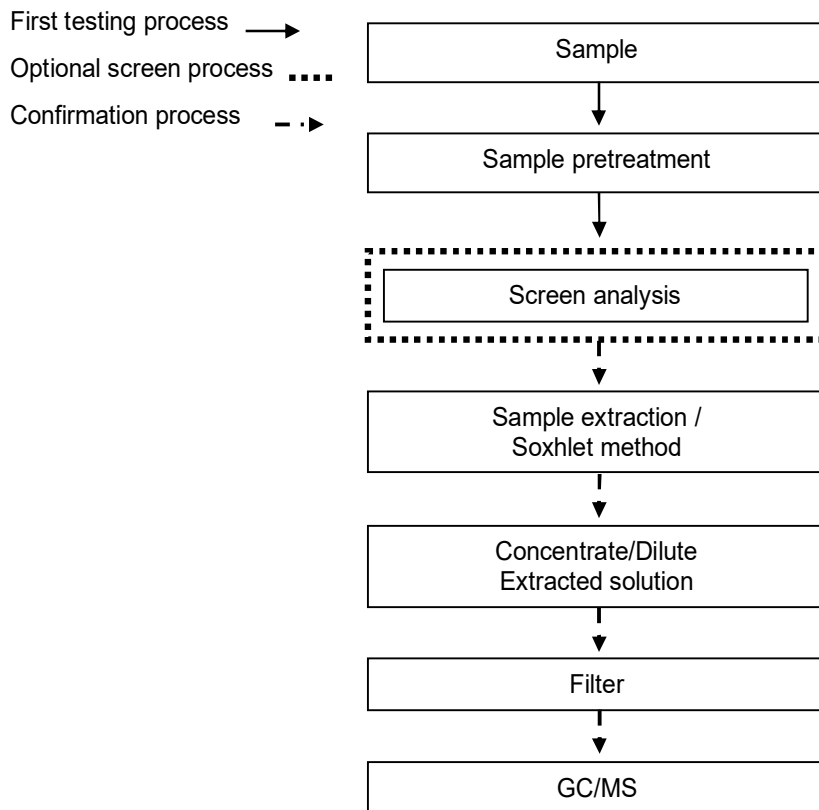 First testing process
Optional screen process
Confirmation process
Sample
Sample pretreatment
Screen analysis
Sample extraction /
Soxhlet method
Concentrate/Dilute
Extracted solution
Filter
GC/MS